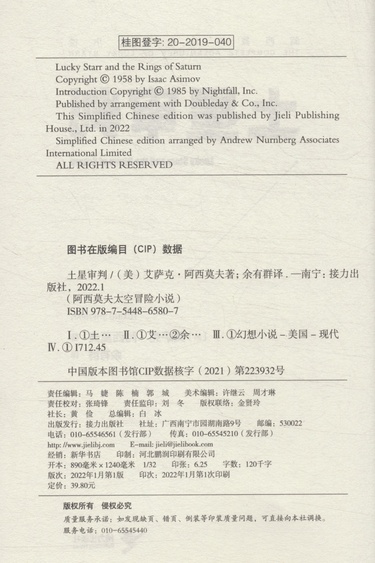 桂图登字：20-2019-040
Lucky Starr and the Rings of Saturn
Copyright © 1958 by Isaac Asimov
Introduction Copyright © 1985 by Nightfall, Inc.
Published by arrangement with Doubleday & Co., Inc.
This Simplified Chinese edition was published by Jieli Publishing
House., Ltd. in 2022
Simplified Chinese edition arranged by Andrew Nurnberg Associates
International Limited
ALL RIGHTS RESERVED
图书在版编目（CIP）数据
土星审判 /（美）艾萨克·阿西莫夫著；余有群译. —南宁：接力出
版社，2022.1
（阿西莫夫太空冒险小说）
ISBN 978-7-5448-6580-7
Ⅰ. ①土… Ⅱ. ①艾…②余… Ⅲ. ①幻想小说－美国－现代
Ⅳ. ①I712.45
中国版本图书馆CIP数据核字（2021）第223932号
责任编辑：马 婕 陈 楠 郭 城 美术编辑：许继云 周才琳
责任校对：张琦锋 责任监印：刘 冬 版权联络：金贤玲
社长：黄 俭 总编辑：白 冰
出版发行：接力出版社 社址：广西南宁市园湖南路9号 邮编：530022
电话：010-65546561（发行部） 传真：010-65545210（发行部）
http://www.jielibj.com E-mail: jieli@jielibook.com
经销：新华书店 印制：河北鹏润印刷有限公司
开本：890毫米×1240毫米 1/32 印张：6.25 字数：120千字
版次：2022年1月第1版 印次：2022年1月第1次印刷
定价：39.80元
版权所有 侵权必究
质量服务承诺：如发现缺页、错页、倒装等印装质量问题，可直接向本社调换。
服务电话：010-65545440